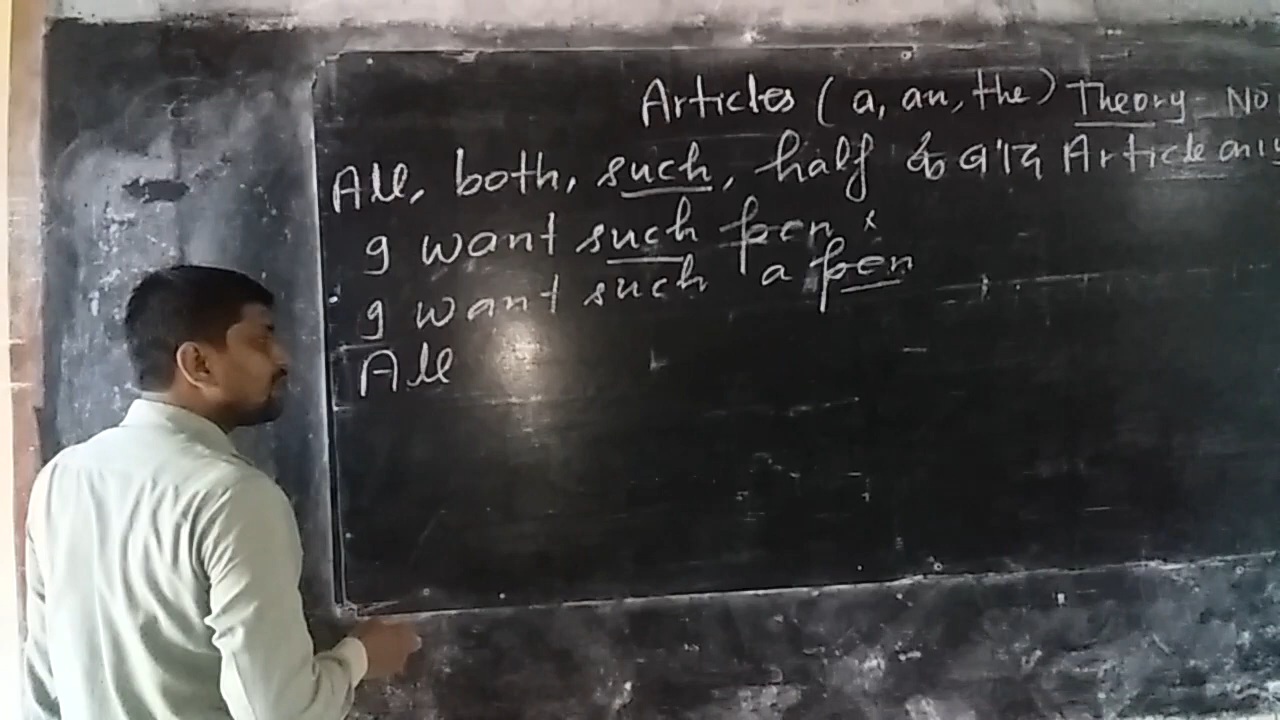 Articles (a, an, the) Theory - No
All, both, such, half के बाद Article
I want such pen ×
I want such a pen
All